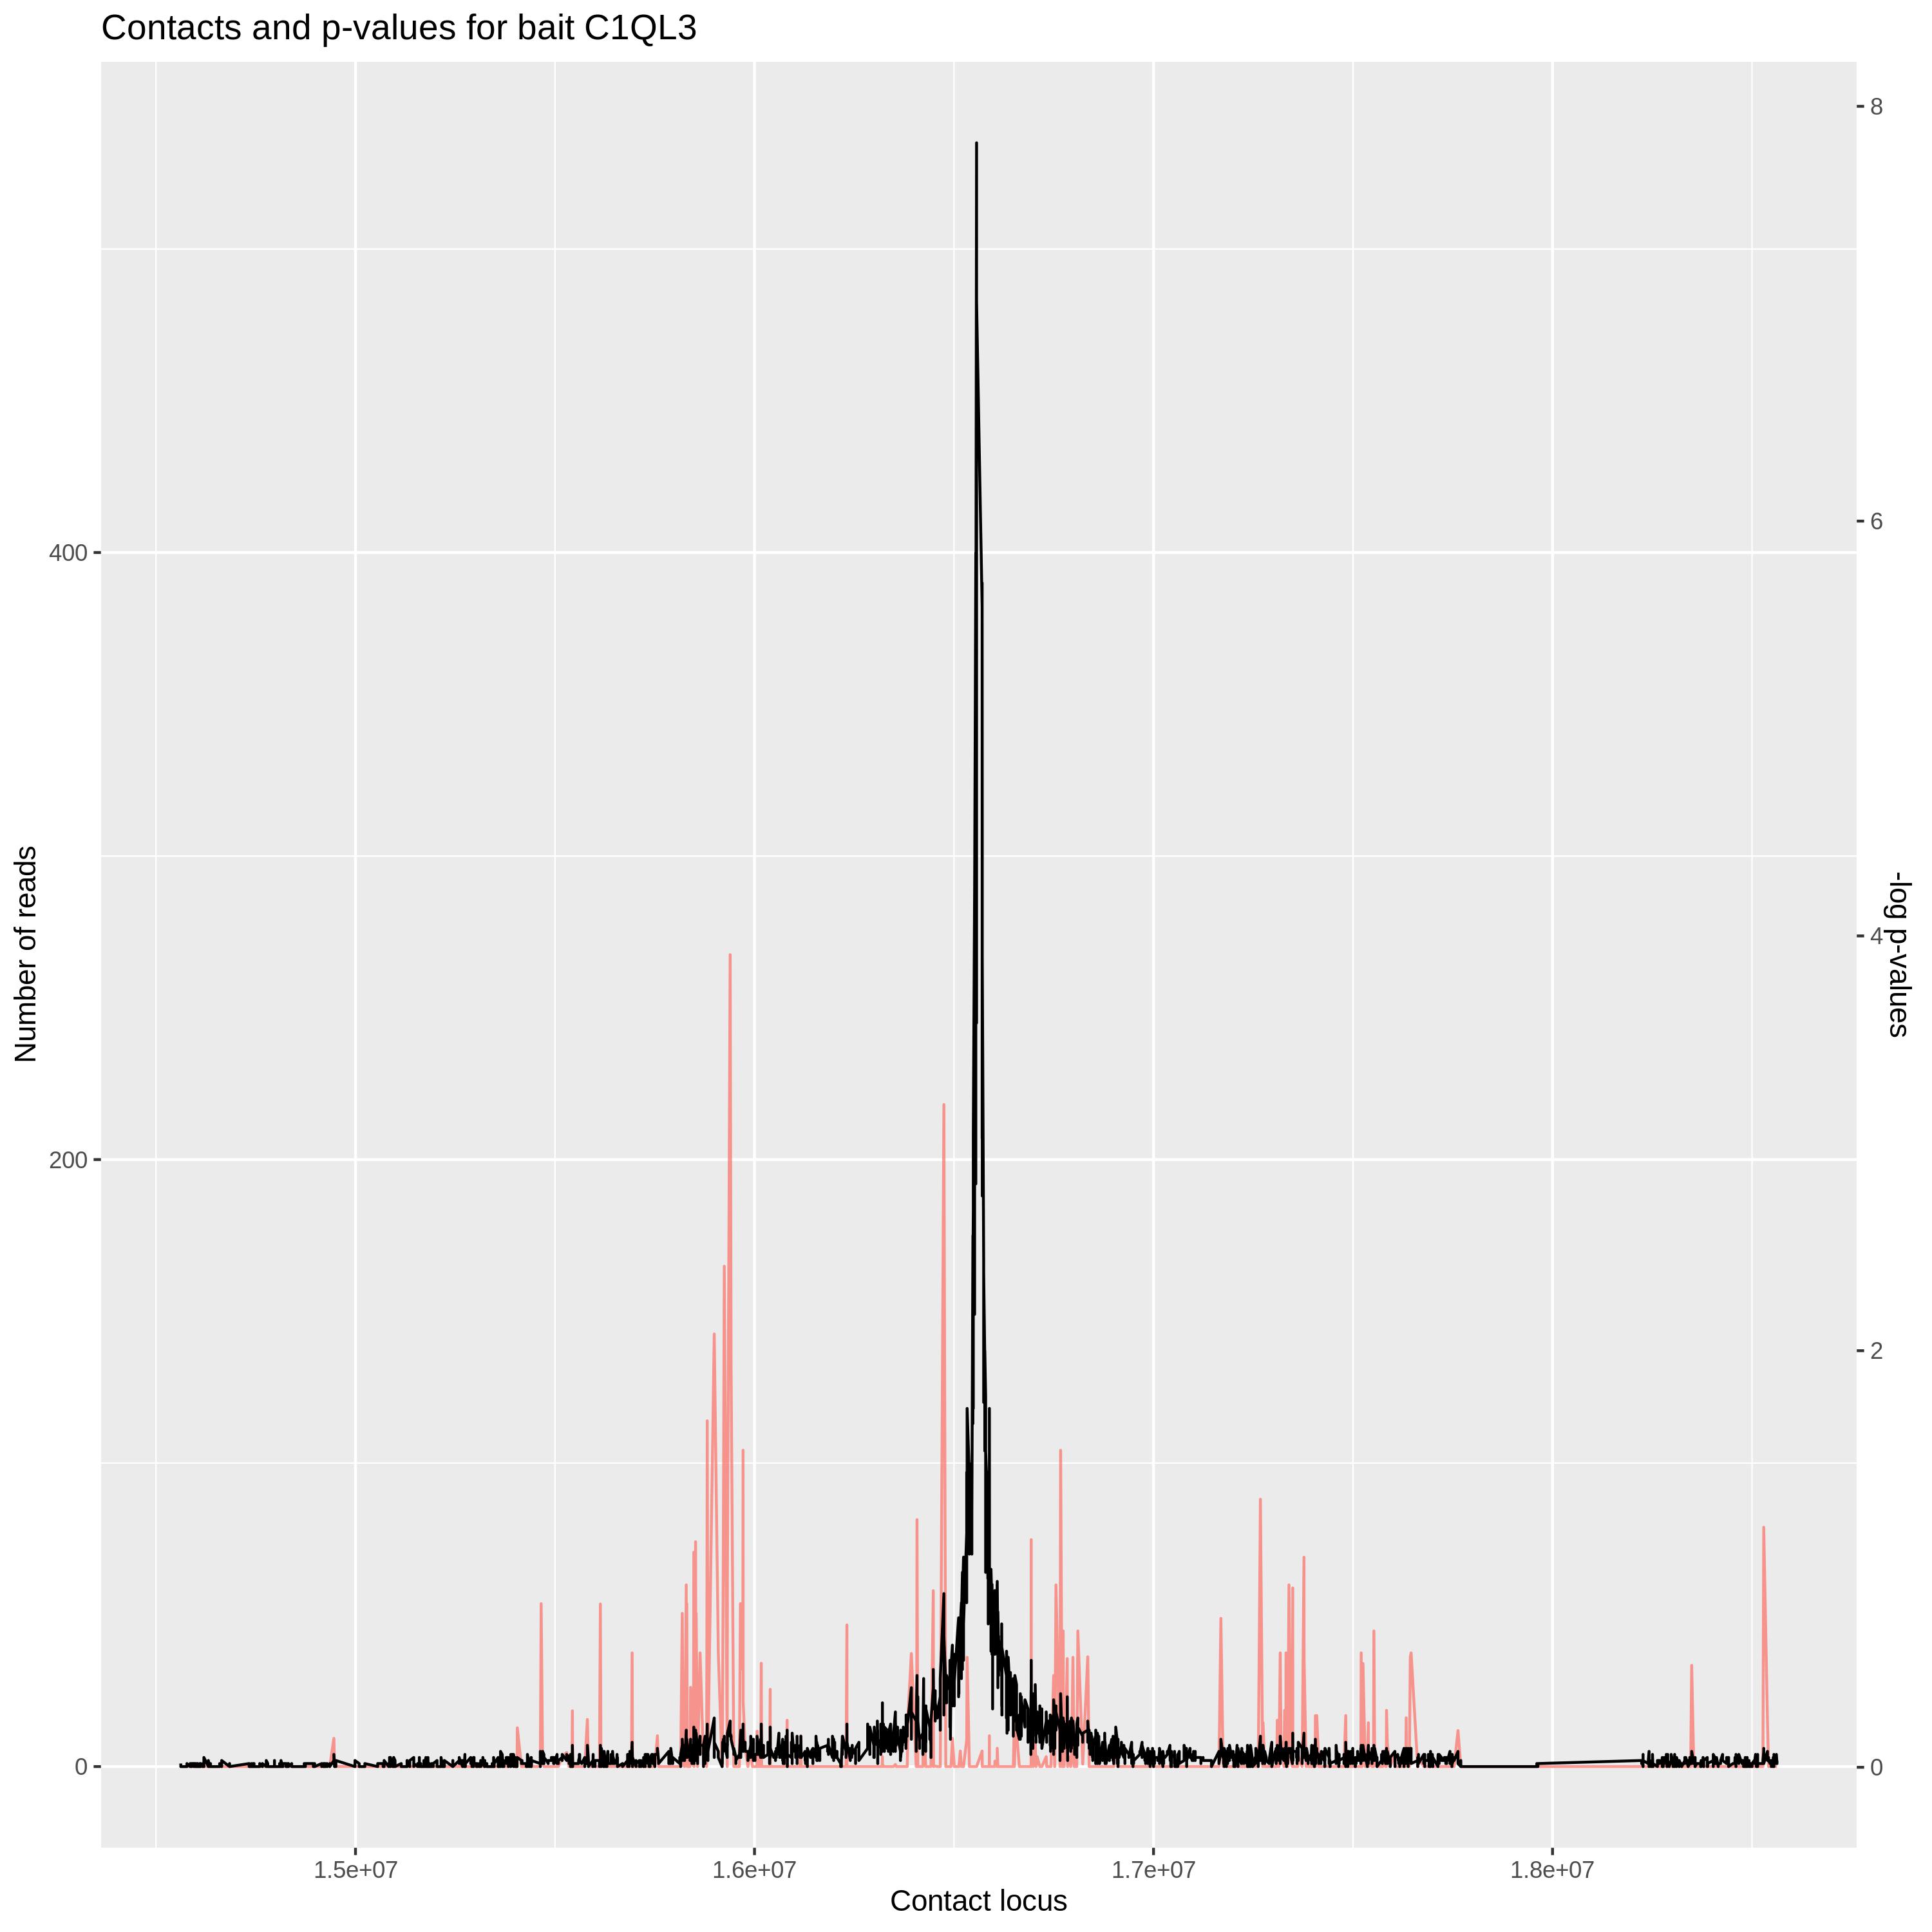 Contacts and p-values for bait C1QL3
8
6
400
Number of reads
-log p-values
4
200
2
0
0
1.5e+07
1.6e+07
1.7e+07
1.8e+07
Contact locus